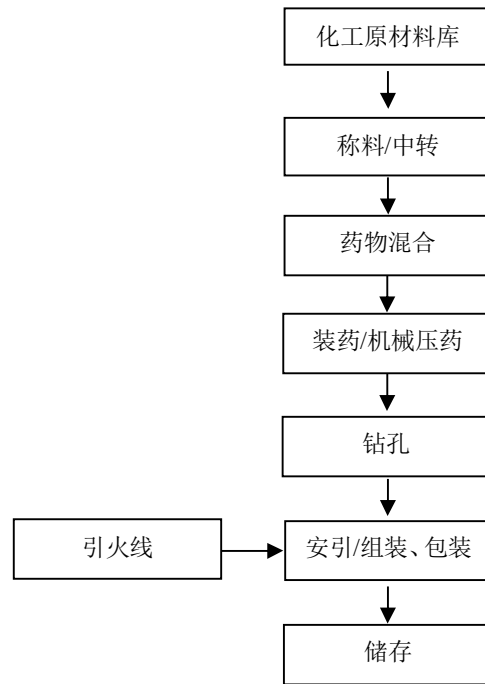 化工原材料库
称料/中转
药物混合
装药/机械压药
钻孔
引火线
安引/组装、包装
储存